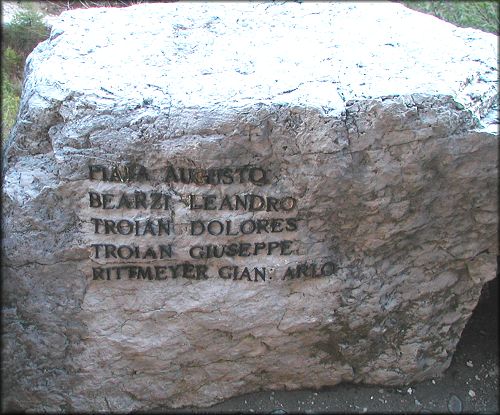 AUGUSTO
BEARZI LEANDRO
TROIAN DOLORES
TROIAN GIUSEPPE
RITTMEYER GIAN: ARLO